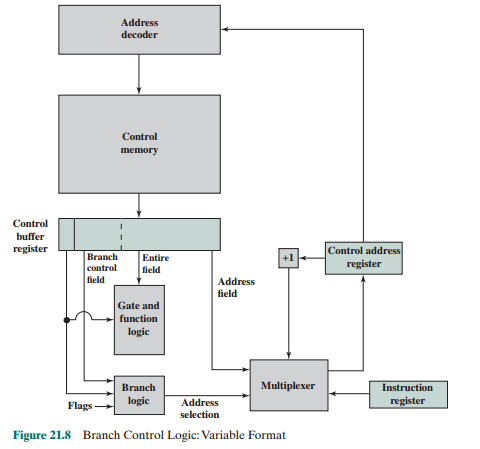 Address
decoder
Control
memory
Control
buffer
register
Branch
control
field
Entire
field
Address
field
+1
Control address
register
Gate and
function
logic
Branch
logic
Flags
Address
selection
Multiplexer
Instruction
register
Figure 21.8 Branch Control Logic: Variable Format